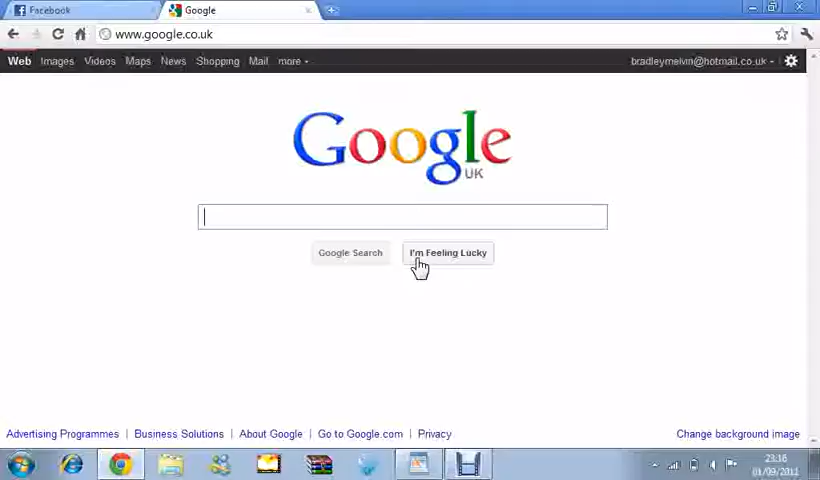 Facebook
Google
www.google.co.uk
Web Images Videos Maps News Shopping Mail more
bradleymelvin@hotmail.co.uk
Google
UK
Google Search
I'm Feeling Lucky
Advertising Programmes | Business Solutions | About Google | Go to Google.com | Privacy
Change background image
23:16
01/09/2011